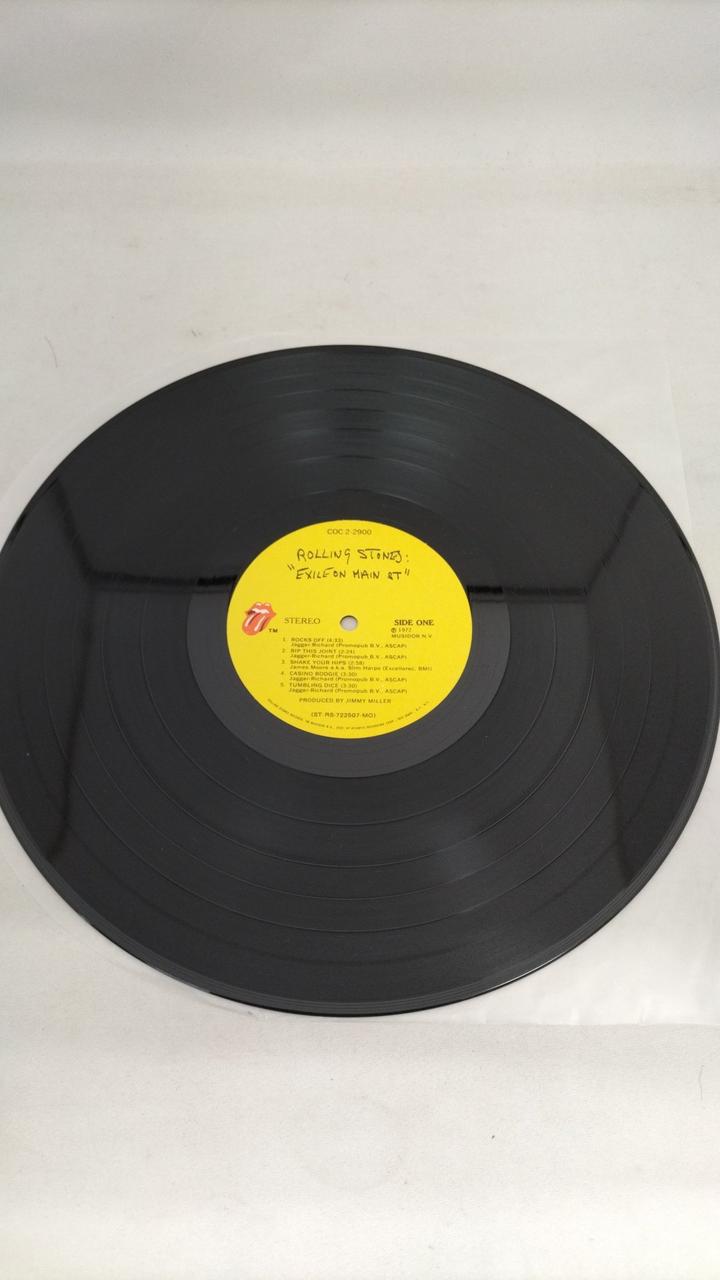 COC 2-2900
ROLLING STONES:
"EXILE ON MAIN ST"
TM
STEREO
SIDE ONE
℗ 1972
MUSIDOR N.V.
1. ROCKS OFF (4:33)
Jagger-Richard (Promopub B.V., ASCAP)
2. RIP THIS JOINT (2:24)
Jagger-Richard (Promopub B.V., ASCAP)
3. SHAKE YOUR HIPS (2:58)
James Moore a.k.a. Slim Harpo (Excellorec, BMI)
4. CASINO BOOGIE (3:30)
Jagger-Richard (Promopub B.V., ASCAP)
5. TUMBLING DICE (3:30)
Jagger-Richard (Promopub B.V., ASCAP)
PRODUCED BY JIMMY MILLER
(ST-RS-722507-MO)